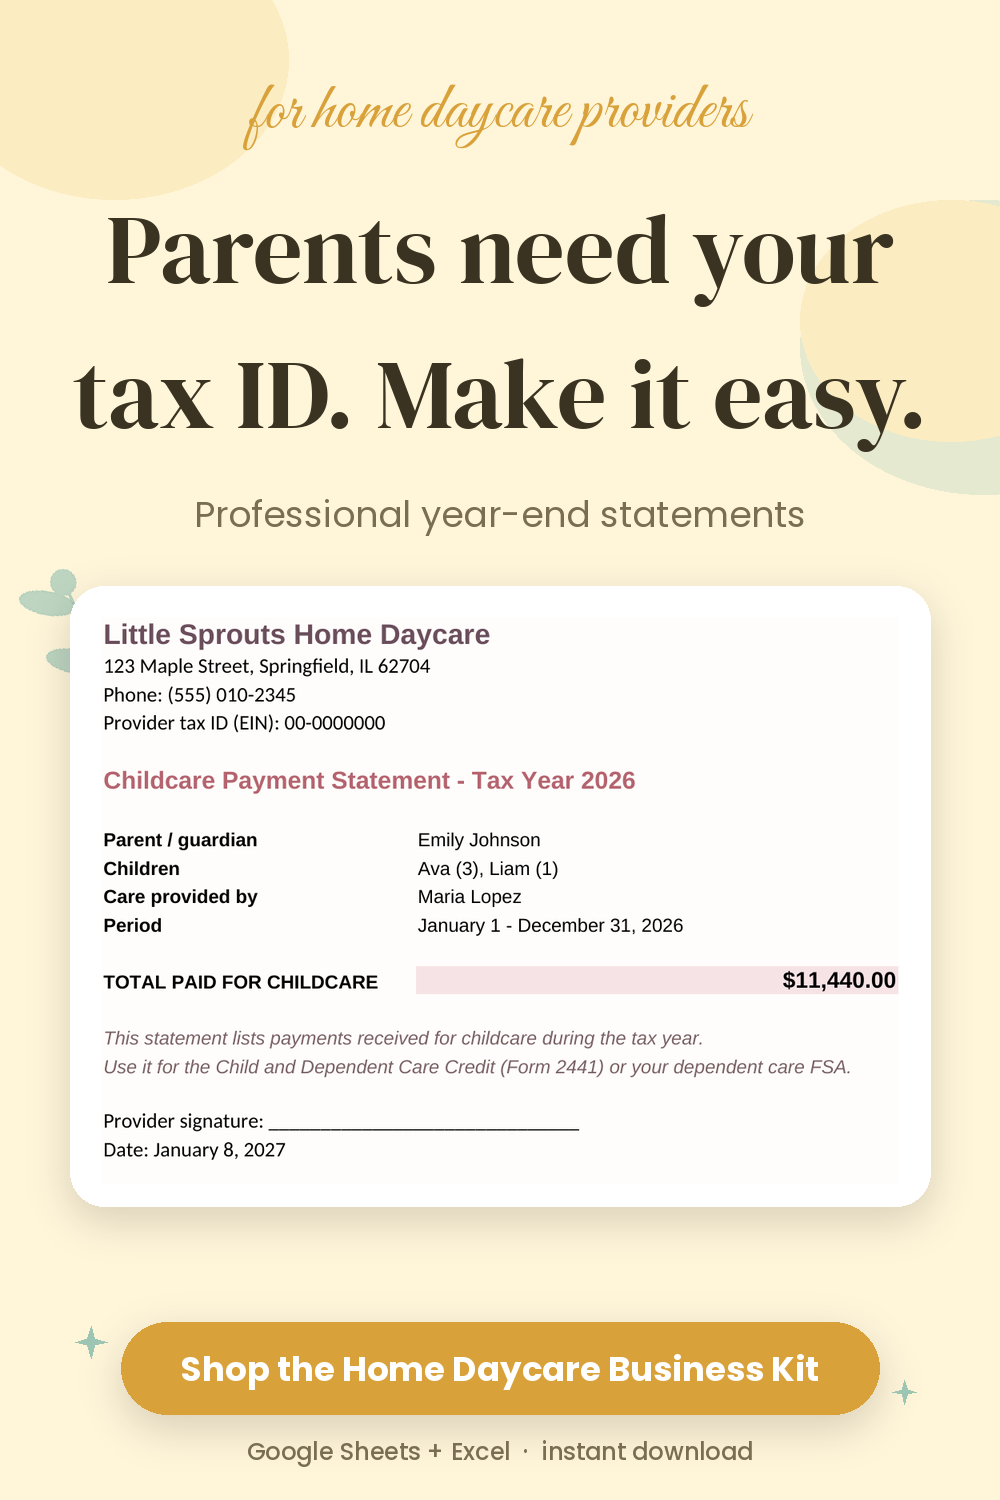 for home daycare providers
Parents need your
tax ID. Make it easy.
Professional year-end statements
Little Sprouts Home Daycare
123 Maple Street, Springfield, IL 62704
Phone: (555) 010-2345
Provider tax ID (EIN): 00-0000000
Childcare Payment Statement - Tax Year 2026
Parent / guardian Emily Johnson
Children Ava (3), Liam (1)
Care provided by Maria Lopez
Period January 1 - December 31, 2026
TOTAL PAID FOR CHILDCARE $11,440.00
This statement lists payments received for childcare during the tax year.
Use it for the Child and Dependent Care Credit (Form 2441) or your dependent care FSA.
Provider signature: ______________________________
Date: January 8, 2027
Shop the Home Daycare Business Kit
Google Sheets + Excel · instant download